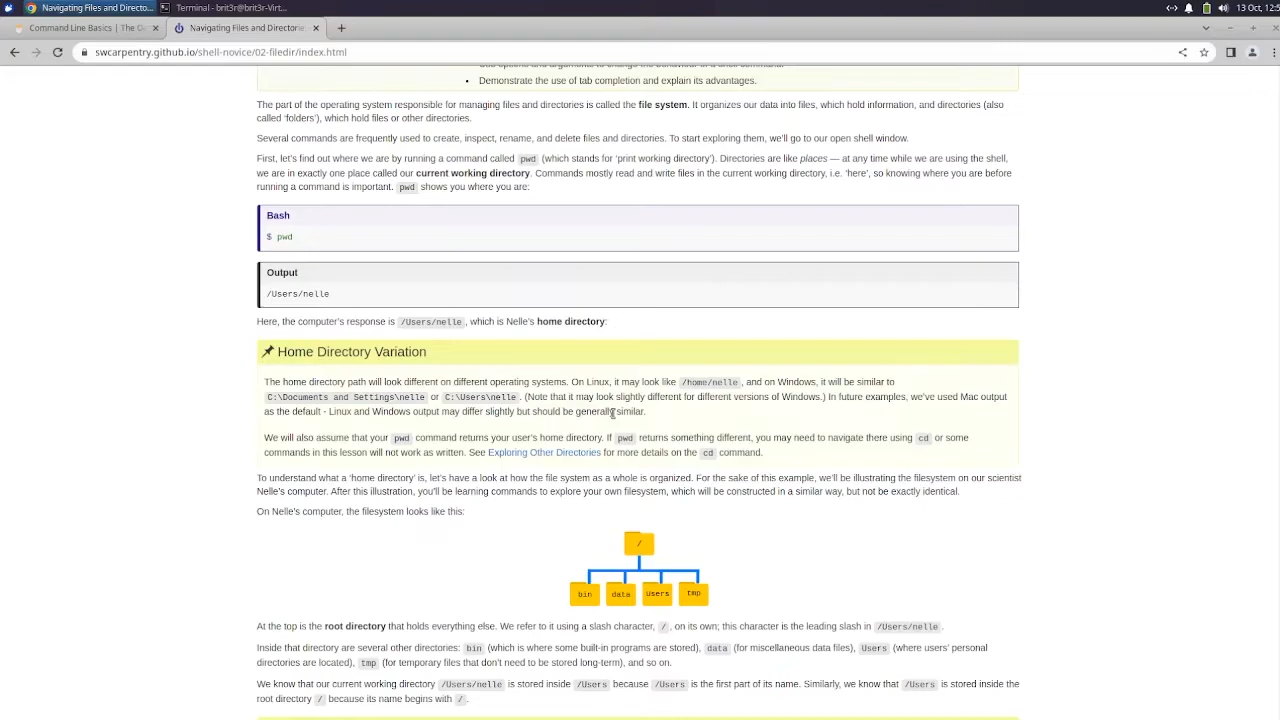 Navigating Files and Directo...
Terminal - brit3r@brit3r-Virt...
13 Oct, 12:5
Command Line Basics | The O
Navigating Files and Directorie
swcarpentry.github.io/shell-novice/02-filedir/index.html
• Demonstrate the use of tab completion and explain its advantages.
The part of the operating system responsible for managing files and directories is called the file system. It organizes our data into files, which hold information, and directories (also
called ‘folders’), which hold files or other directories.
Several commands are frequently used to create, inspect, rename, and delete files and directories. To start exploring them, we’ll go to our open shell window.
First, let’s find out where we are by running a command called pwd (which stands for ‘print working directory’). Directories are like places — at any time while we are using the shell,
we are in exactly one place called our current working directory. Commands mostly read and write files in the current working directory, i.e. ‘here’, so knowing where you are before
running a command is important. pwd shows you where you are:
Bash
$ pwd
Output
/Users/nelle
Here, the computer’s response is /Users/nelle, which is Nelle’s home directory:
Home Directory Variation
The home directory path will look different on different operating systems. On Linux, it may look like /home/nelle, and on Windows, it will be similar to
C:\Documents and Settings\nelle or C:\Users\nelle. (Note that it may look slightly different for different versions of Windows.) In future examples, we’ve used Mac output
as the default - Linux and Windows output may differ slightly but should be generally similar.
We will also assume that your pwd command returns your user’s home directory. If pwd returns something different, you may need to navigate there using cd or some
commands in this lesson will not work as written. See Exploring Other Directories for more details on the cd command.
To understand what a ‘home directory’ is, let’s have a look at how the file system as a whole is organized. For the sake of this example, we’ll be illustrating the filesystem on our scientist
Nelle’s computer. After this illustration, you’ll be learning commands to explore your own filesystem, which will be constructed in a similar way, but not be exactly identical.
On Nelle’s computer, the filesystem looks like this:
/
bin data Users tmp
At the top is the root directory that holds everything else. We refer to it using a slash character, /, on its own; this character is the leading slash in /Users/nelle.
Inside that directory are several other directories: bin (which is where some built-in programs are stored), data (for miscellaneous data files), Users (where users’ personal
directories are located), tmp (for temporary files that don’t need to be stored long-term), and so on.
We know that our current working directory /Users/nelle is stored inside /Users because /Users is the first part of its name. Similarly, we know that /Users is stored inside the
root directory / because its name begins with /.